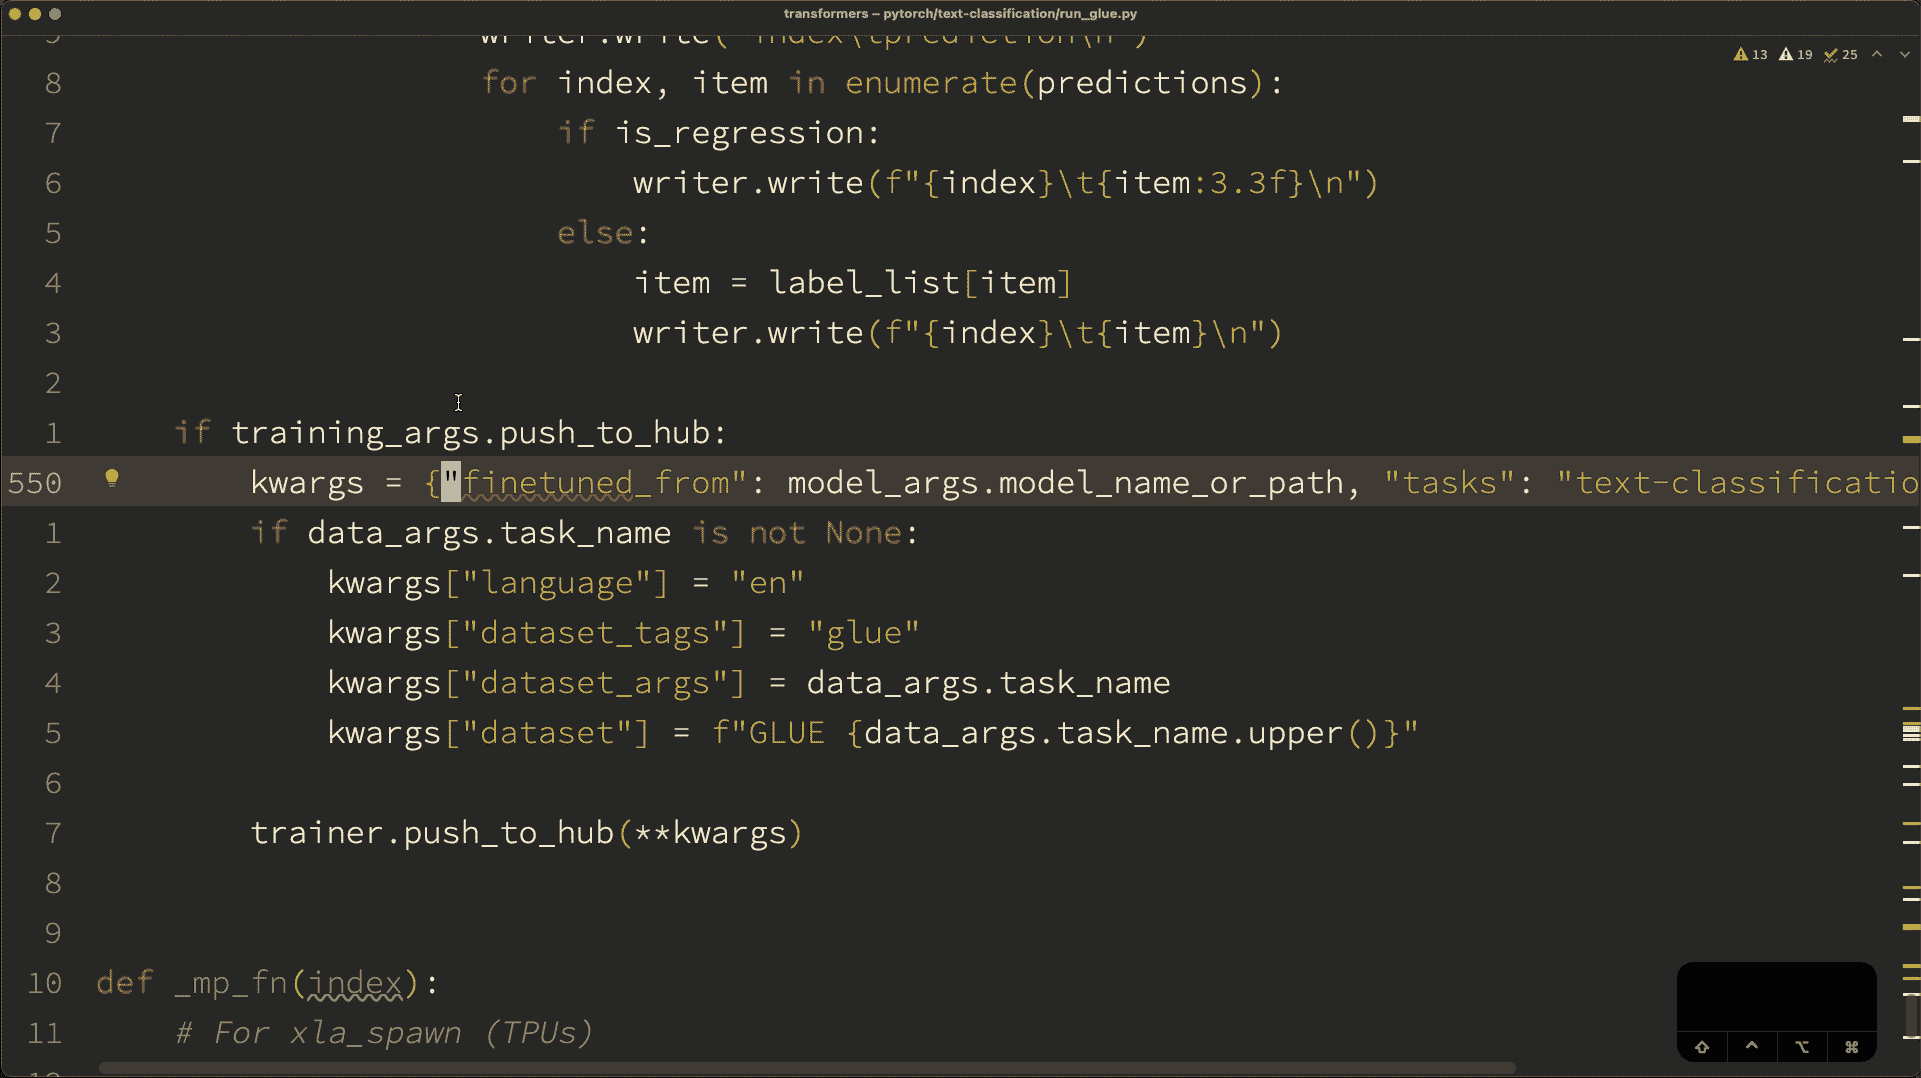 transformers – pytorch/text-classification/run_glue.py
13 19 25
writer.write("index\tprediction\n")
8 for index, item in enumerate(predictions):
7 if is_regression:
6 writer.write(f"{index}\t{item:3.3f}\n")
5 else:
4 item = label_list[item]
3 writer.write(f"{index}\t{item}\n")
2
1 if training_args.push_to_hub:
550 kwargs = {"finetuned_from": model_args.model_name_or_path, "tasks": "text-classificatio
1 if data_args.task_name is not None:
2 kwargs["language"] = "en"
3 kwargs["dataset_tags"] = "glue"
4 kwargs["dataset_args"] = data_args.task_name
5 kwargs["dataset"] = f"GLUE {data_args.task_name.upper()}"
6
7 trainer.push_to_hub(**kwargs)
8
9
10 def _mp_fn(index):
11 # For xla_spawn (TPUs)